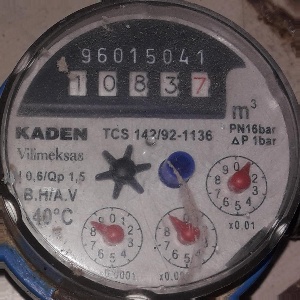 96015041
10837
m³
KADEN TCS 142/92-1136
PN16bar
ΔP 1bar
Vilimeksas
0,6/Qp 1,5
B.H/A.V
40°C
x0,01